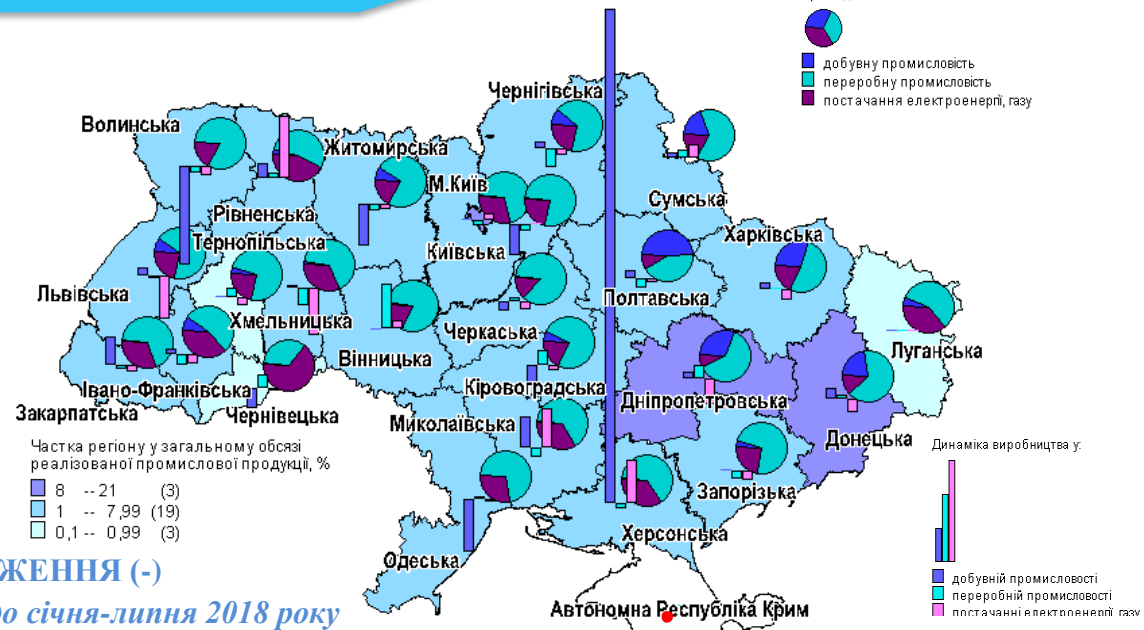 добувну промисловість
переробну промисловість
постачання електроенергії, газу
Чернігівська
Волинська
Житомирська
М.Київ
Сумська
Рівненська
Тернопільська
Харківська
Київська
Львівська
Полтавська
Хмельницька
Черкаська
Вінницька
Луганська
Івано-Франківська
Кіровоградська
Дніпропетровська
Закарпатська
Чернівецька
Миколаївська
Донецька
Частка регіону у загальному обсязі
реалізованої промислової продукції, %
8 -- 21 (3)
1 -- 7,99 (19)
0,1 -- 0,99 (3)
Динаміка виробництва у:
Запорізька
Херсонська
Одеська
ЖЕННЯ (-)
до січня-липня 2018 року
Автономна Республіка Крим
добувній промисловості
переробній промисловості
постачанні електроенергії, газу